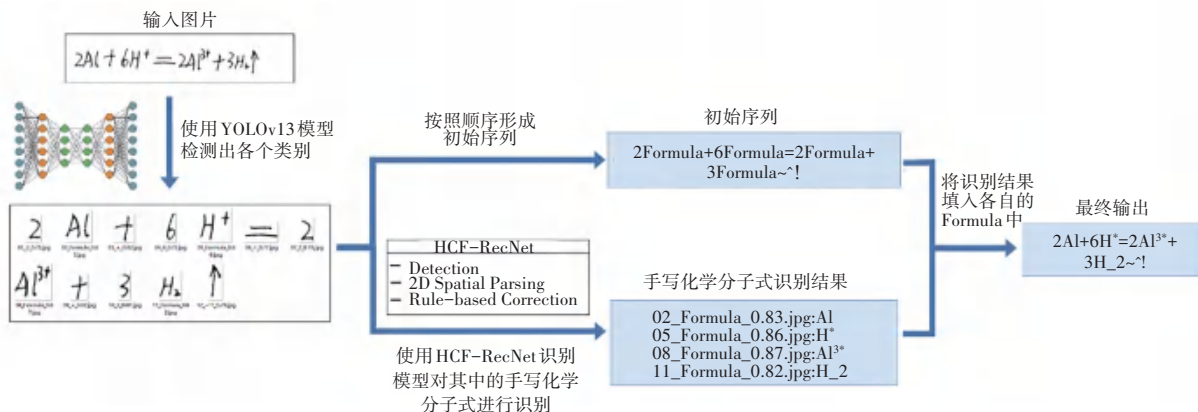 输入图片
2Al+6H⁺=2Al³⁺+3H₂↑
使用YOLOv13模型
检测出各个类别
2 Al + 6 H⁺ = 2
Al³⁺ + 3 H₂ ↑
按照顺序形成
初始序列
初始序列
2Formula+6Formula=2Formula+
3Formula~^!
HCF-RecNet
- Detection
- 2D Spatial Parsing
- Rule-based Correction
使用HCF-RecNet识别
模型对其中的手写化学
分子式进行识别
手写化学分子式识别结果
02_Formula_0.83.jpg:Al
05_Formula_0.86.jpg:H*
08_Formula_0.87.jpg:Al³*
11_Formula_0.82.jpg:H_2
将识别结果
填入各自的
Formula中
最终输出
2Al+6H*=2Al³*+
3H_2~^!